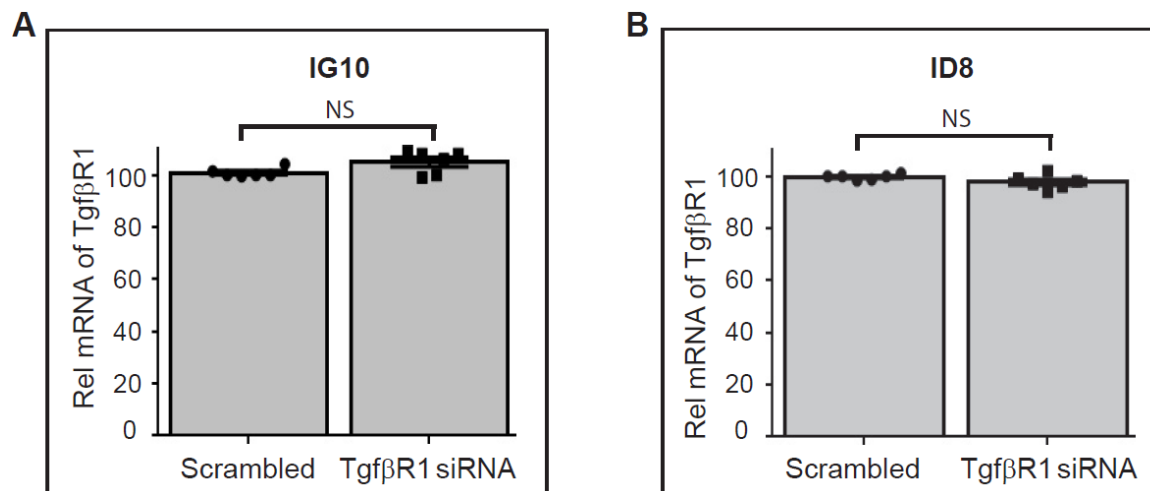 A
IG10
NS
Rel mRNA of TgfβR1
100
80
60
40
20
0
Scrambled
TgfβR1 siRNA
B
ID8
NS
Rel mRNA of TgfβR1
100
80
60
40
20
0
Scrambled
TgfβR1 siRNA